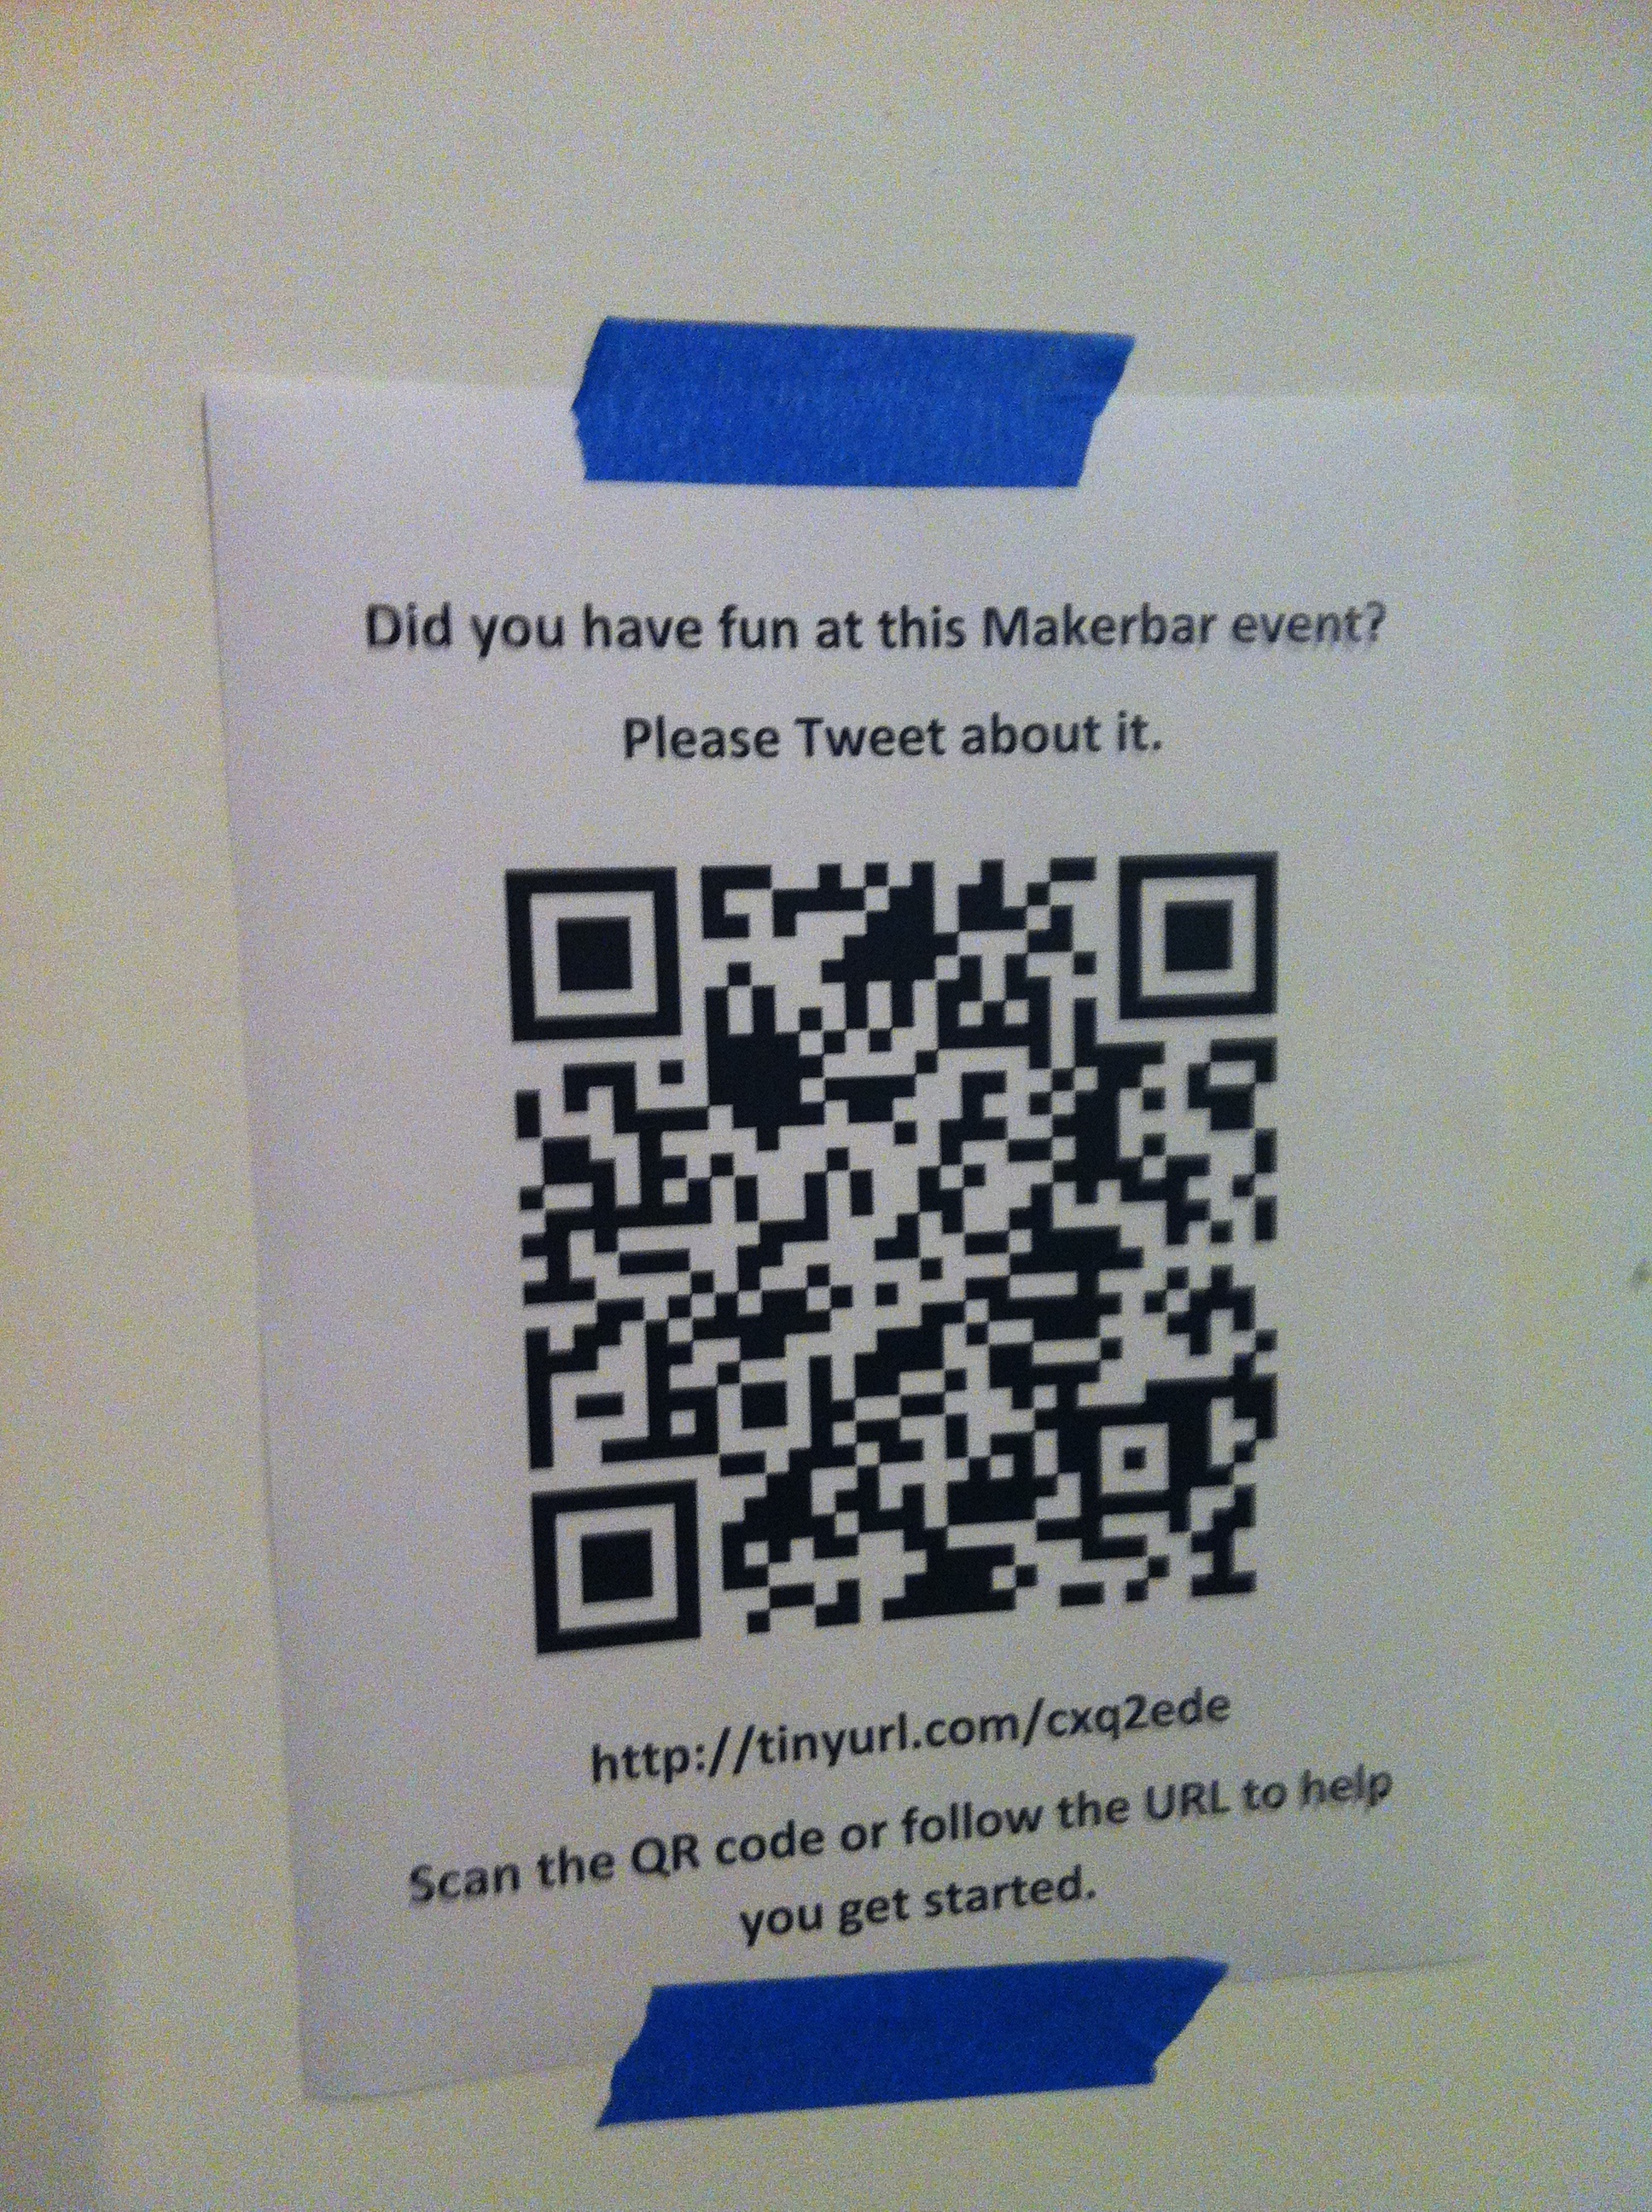 Did you have fun at this Makerbar event?
Please Tweet about it.
http://tinyurl.com/cxq2ede
Scan the QR code or follow the URL to help
you get started.